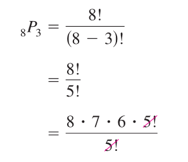 ₈P₃ = 8! / (8 − 3)!
= 8! / 5!
= 8 · 7 · 6 · 5! / 5!